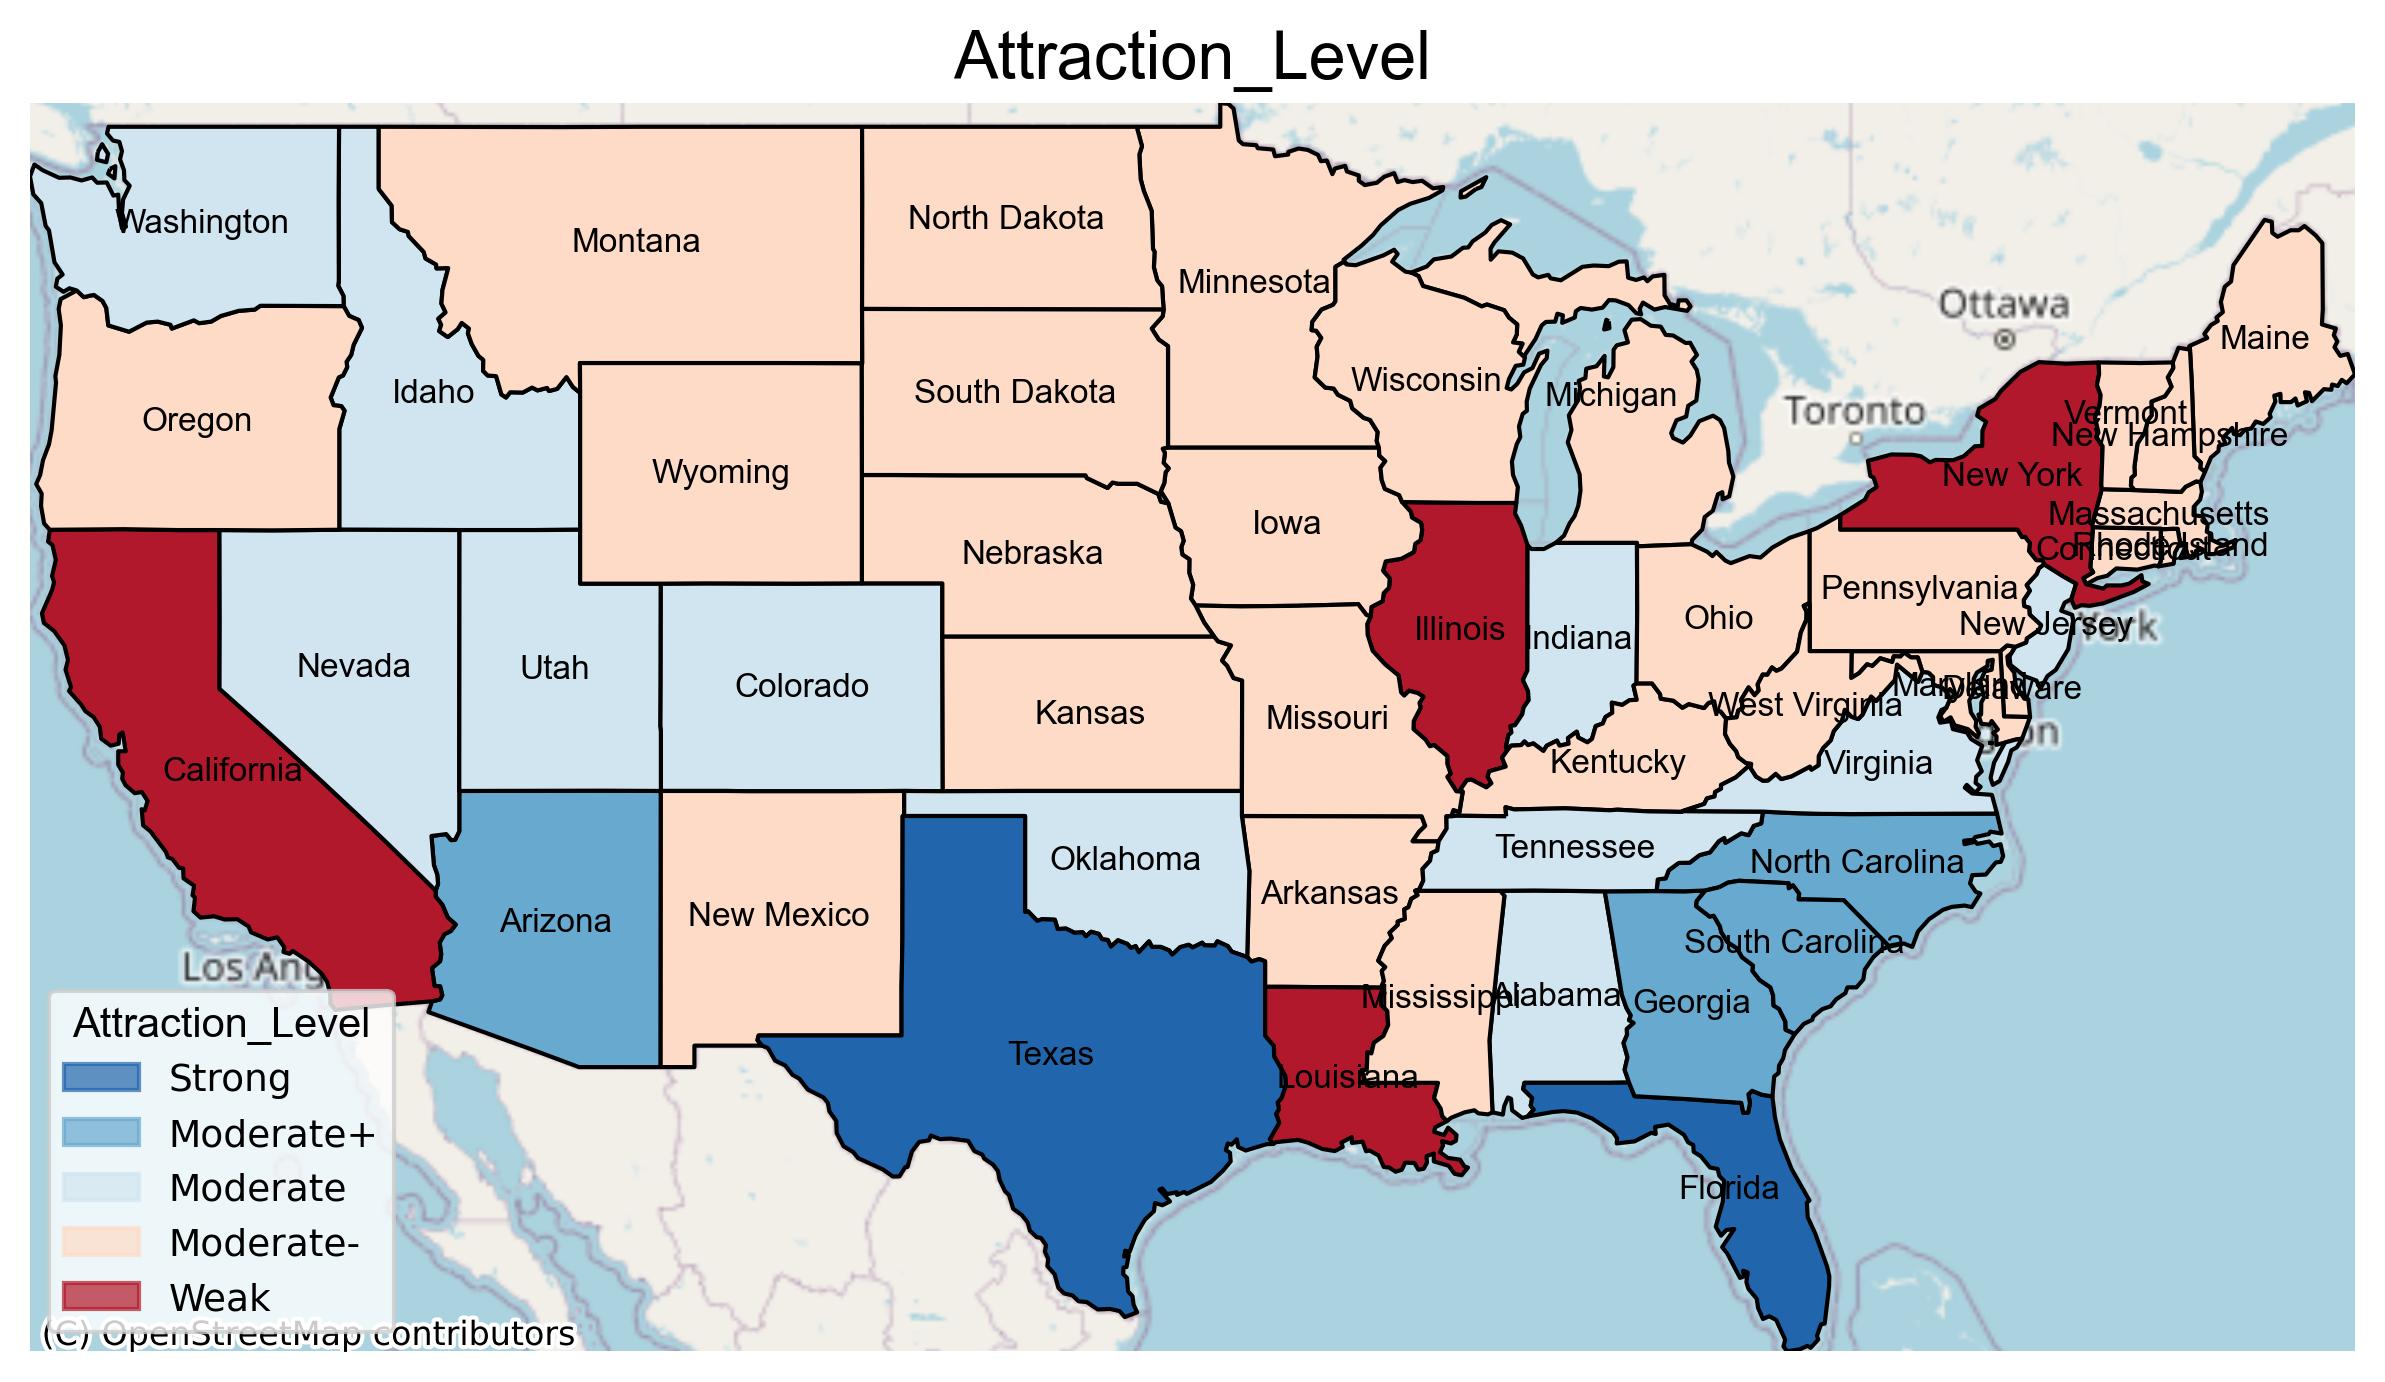 Attraction_Level
Washington
Montana
North Dakota
Minnesota
Ottawa
Maine
Oregon
Idaho
South Dakota
Wisconsin
Michigan
Toronto
Vermont
New Hampshire
Wyoming
New York
Iowa
Massachusetts
Nebraska
Rhode Island
Connecticut
Pennsylvania
Ohio
New Jersey
York
Illinois
Indiana
Nevada
Utah
Colorado
Kansas
Missouri
West Virginia
Maryland
Delaware
on
California
Kentucky
Virginia
Oklahoma
Tennessee
North Carolina
Arkansas
Arizona
New Mexico
South Carolina
Los Ang
Mississippi
Alabama
Georgia
Texas
Louisiana
Florida
Attraction_Level
Strong
Moderate+
Moderate
Moderate-
Weak
(C) OpenStreetMap contributors